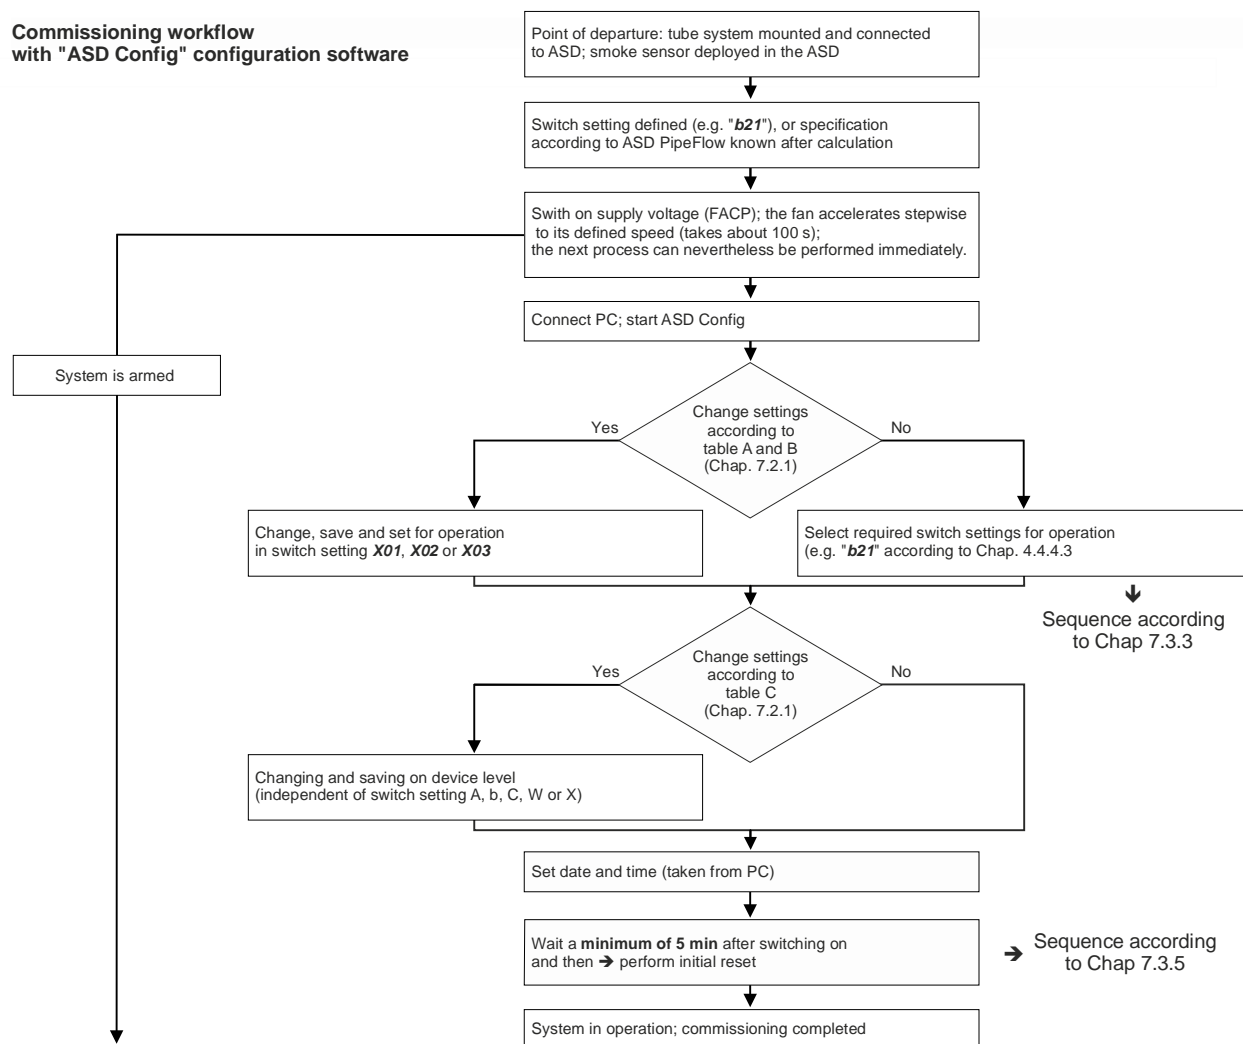 Commissioning workflow
with "ASD Config" configuration software
Point of departure: tube system mounted and connected
to ASD; smoke sensor deployed in the ASD
Switch setting defined (e.g. "b21"), or specification
according to ASD PipeFlow known after calculation
Swith on supply voltage (FACP); the fan accelerates stepwise
to its defined speed (takes about 100 s);
the next process can nevertheless be performed immediately.
Connect PC; start ASD Config
System is armed
Change settings
according to
table A and B
(Chap. 7.2.1)
Yes
No
Change, save and set for operation
in switch setting X01, X02 or X03
Select required switch settings for operation
(e.g. "b21" according to Chap. 4.4.4.3
Sequence according
to Chap 7.3.3
Change settings
according to
table C
(Chap. 7.2.1)
Yes
No
Changing and saving on device level
(independent of switch setting A, b, C, W or X)
Set date and time (taken from PC)
Wait a minimum of 5 min after switching on
and then ➔ perform initial reset
Sequence according
to Chap 7.3.5
System in operation; commissioning completed